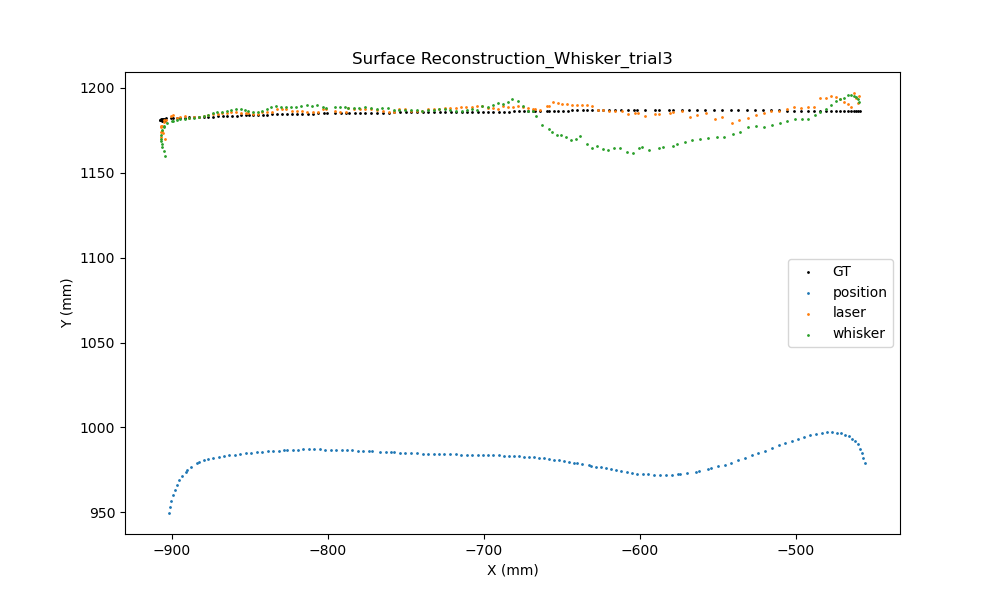 Surface Reconstruction_Whisker_trial3
1200
1150
1100
1050
1000
950
Y (mm)
GT
position
laser
whisker
−900
−800
−700
−600
−500
X (mm)